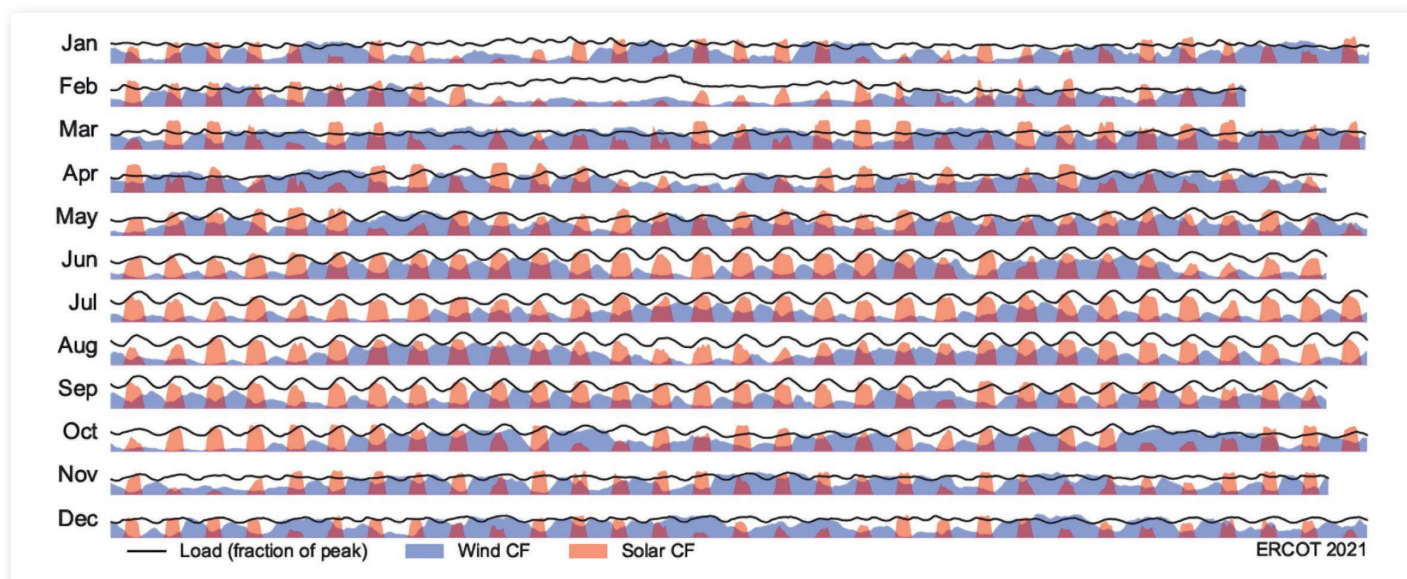 Jan
Feb
Mar
Apr
May
Jun
Jul
Aug
Sep
Oct
Nov
Dec
Load (fraction of peak) Wind CF Solar CF ERCOT 2021